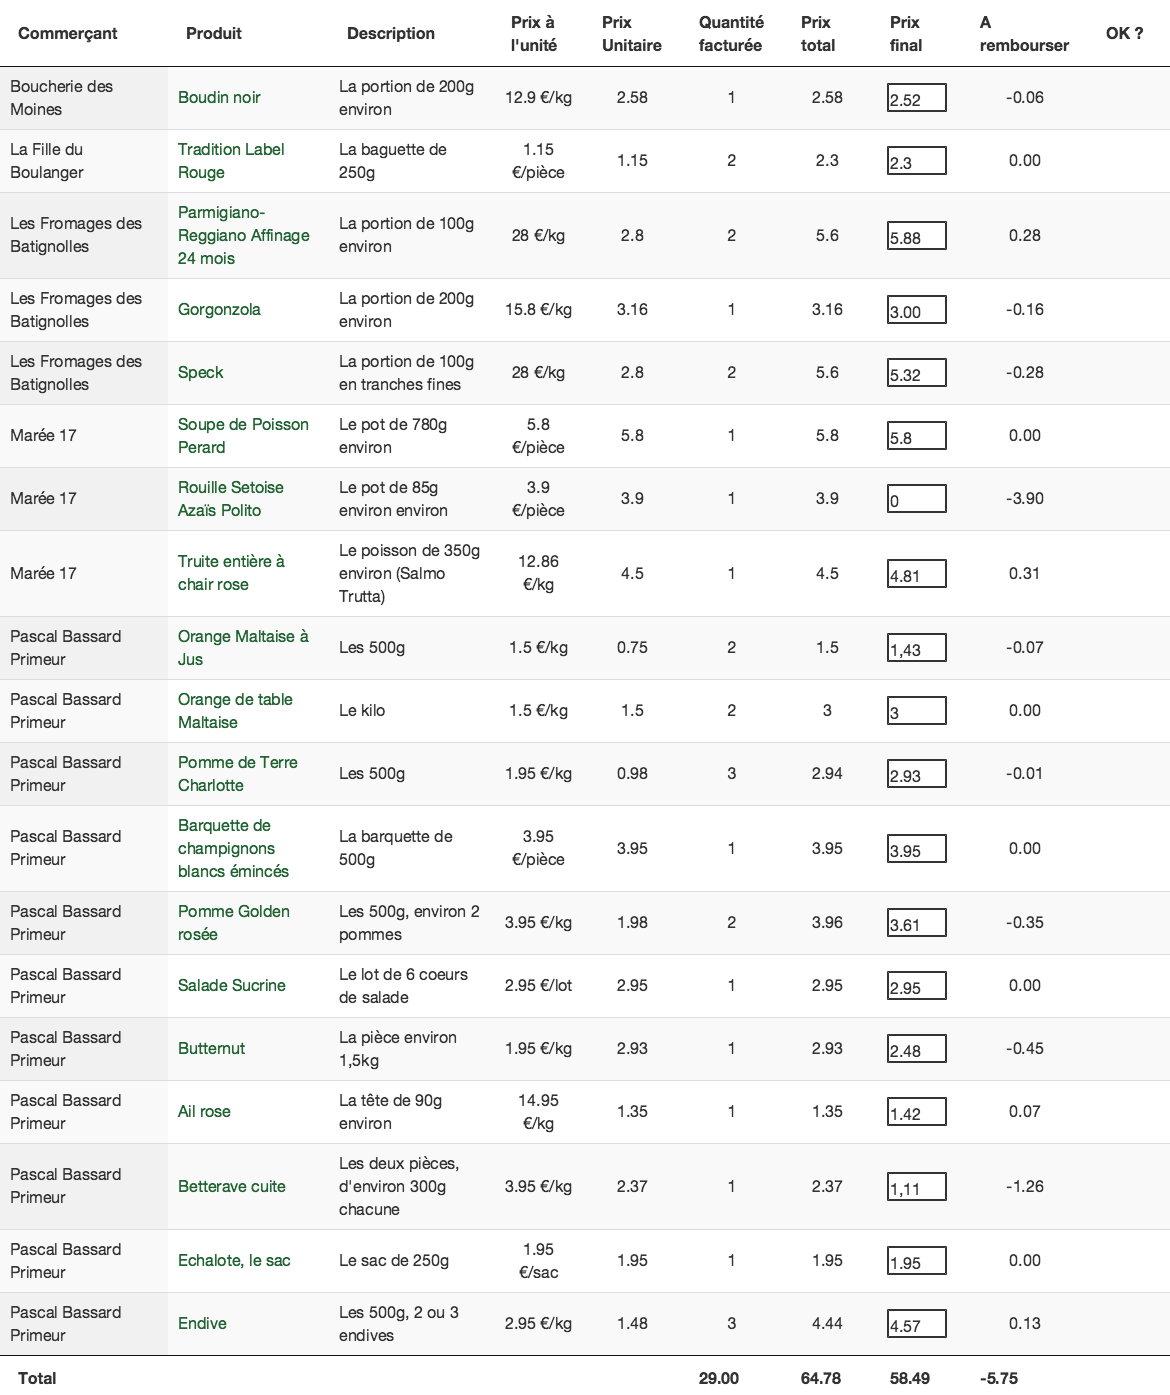 Commerçant Produit Description Prix à l'unité Prix Unitaire Quantité facturée Prix total Prix final A rembourser OK ?
Boucherie des Moines Boudin noir La portion de 200g environ 12.9 €/kg 2.58 1 2.58 2.52 -0.06
La Fille du Boulanger Tradition Label Rouge La baguette de 250g 1.15 €/pièce 1.15 2 2.3 2.3 0.00
Les Fromages des Batignolles Parmigiano-Reggiano Affinage 24 mois La portion de 100g environ 28 €/kg 2.8 2 5.6 5.88 0.28
Les Fromages des Batignolles Gorgonzola La portion de 200g environ 15.8 €/kg 3.16 1 3.16 3.00 -0.16
Les Fromages des Batignolles Speck La portion de 100g en tranches fines 28 €/kg 2.8 2 5.6 5.32 -0.28
Marée 17 Soupe de Poisson Perard Le pot de 780g environ 5.8 €/pièce 5.8 1 5.8 5.8 0.00
Marée 17 Rouille Setoise Azaïs Polito Le pot de 85g environ environ 3.9 €/pièce 3.9 1 3.9 0 -3.90
Marée 17 Truite entière à chair rose Le poisson de 350g environ (Salmo Trutta) 12.86 €/kg 4.5 1 4.5 4.81 0.31
Pascal Bassard Primeur Orange Maltaise à Jus Les 500g 1.5 €/kg 0.75 2 1.5 1,43 -0.07
Pascal Bassard Primeur Orange de table Maltaise Le kilo 1.5 €/kg 1.5 2 3 3 0.00
Pascal Bassard Primeur Pomme de Terre Charlotte Les 500g 1.95 €/kg 0.98 3 2.94 2.93 -0.01
Pascal Bassard Primeur Barquette de champignons blancs émincés La barquette de 500g 3.95 €/pièce 3.95 1 3.95 3.95 0.00
Pascal Bassard Primeur Pomme Golden rosée Les 500g, environ 2 pommes 3.95 €/kg 1.98 2 3.96 3.61 -0.35
Pascal Bassard Primeur Salade Sucrine Le lot de 6 coeurs de salade 2.95 €/lot 2.95 1 2.95 2.95 0.00
Pascal Bassard Primeur Butternut La pièce environ 1,5kg 1.95 €/kg 2.93 1 2.93 2.48 -0.45
Pascal Bassard Primeur Ail rose La tête de 90g environ 14.95 €/kg 1.35 1 1.35 1.42 0.07
Pascal Bassard Primeur Betterave cuite Les deux pièces, d'environ 300g chacune 3.95 €/kg 2.37 1 2.37 1,11 -1.26
Pascal Bassard Primeur Echalote, le sac Le sac de 250g 1.95 €/sac 1.95 1 1.95 1.95 0.00
Pascal Bassard Primeur Endive Les 500g, 2 ou 3 endives 2.95 €/kg 1.48 3 4.44 4.57 0.13
Total 29.00 64.78 58.49 -5.75